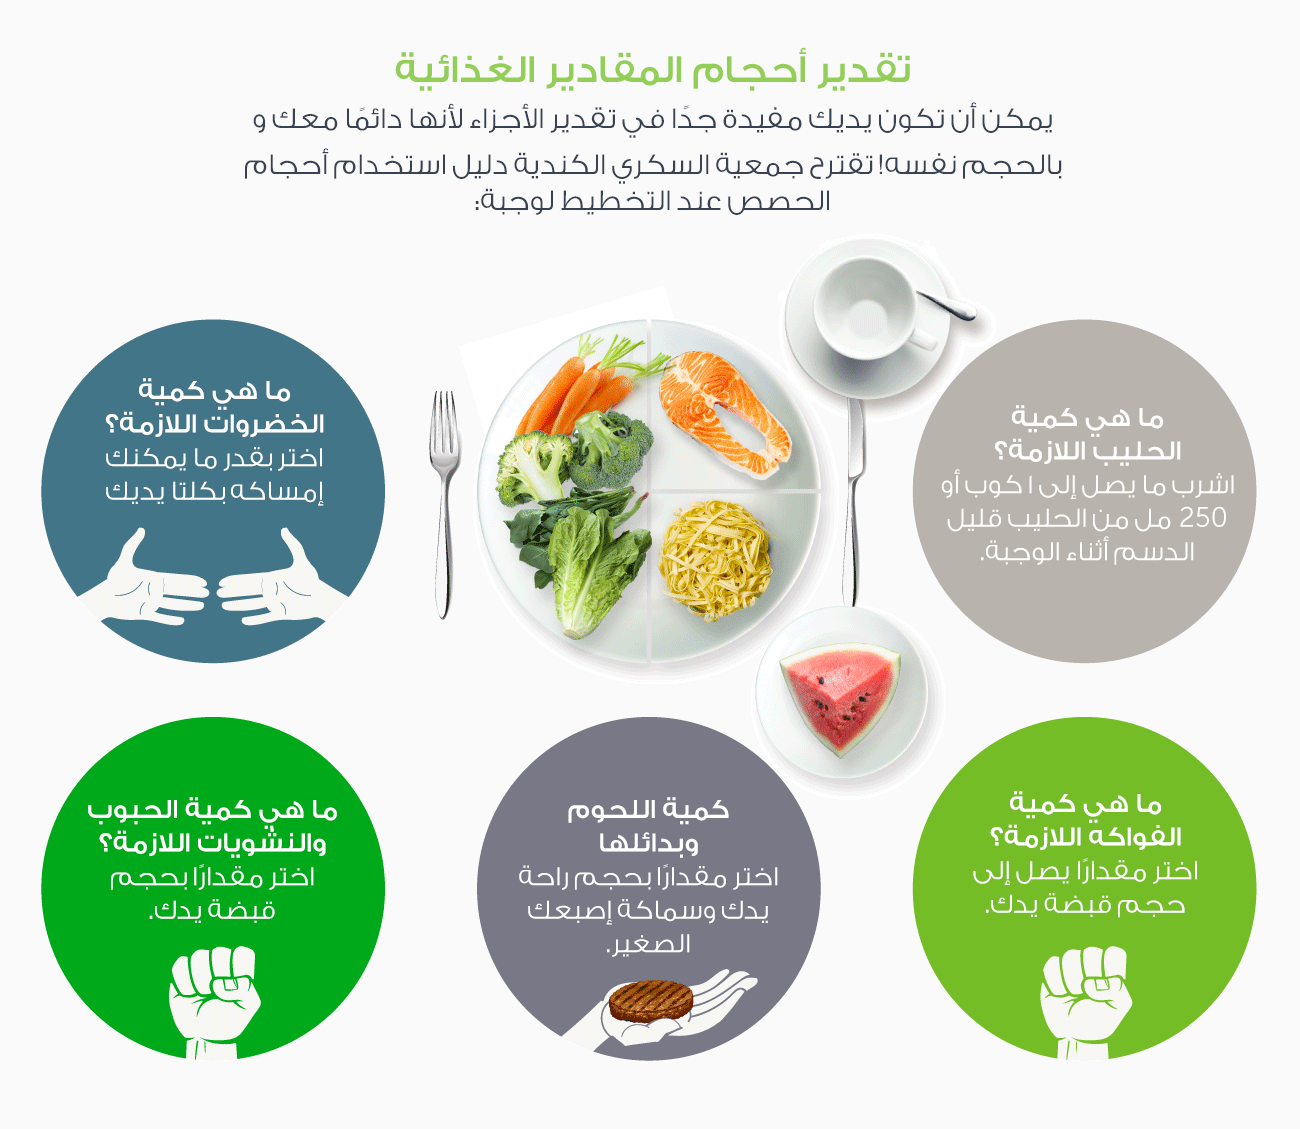 تقدير أحجام المقادير الغذائية
يمكن أن تكون يديك مفيدة جدًا في تقدير الأجزاء لأنها دائمًا معك و
بالحجم نفسه! تقترح جمعية السكري الكندية دليل استخدام أحجام
الحصص عند التخطيط لوجبة:
ما هي كمية
الحليب اللازمة؟
اشرب ما يصل إلى ١ كوب أو
250 مل من الحليب قليل
الدسم أثناء الوجبة.
ما هي كمية
الخضروات اللازمة؟
اختر بقدر ما يمكنك
إمساكه بكلتا يديك
ما هي كمية
الفواكه اللازمة؟
اختر مقدارًا يصل إلى
حجم قبضة يدك.
كمية اللحوم
وبدائلها
اختر مقدارًا بحجم راحة
يدك وسماكة إصبعك
الصغير.
ما هي كمية الحبوب
والنشويات اللازمة؟
اختر مقدارًا بحجم
قبضة يدك.